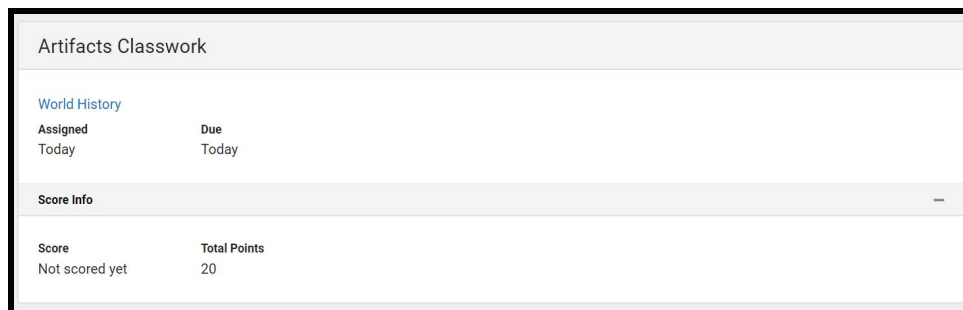 Artifacts Classwork
World History
Assigned Due
Today Today
Score Info
Score Total Points
Not scored yet 20